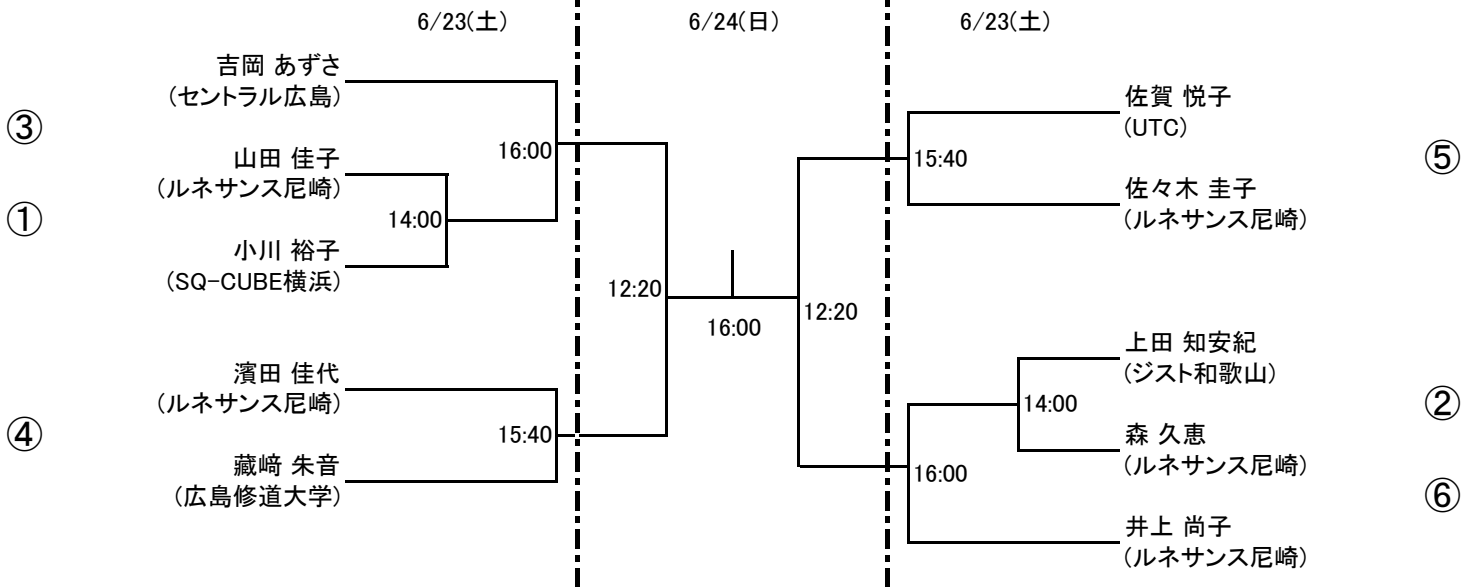 6/23(土)
6/24(日)
6/23(土)
吉岡 あずさ
(セントラル広島)
③
山田 佳子
(ルネサンス尼崎)
16:00
①
14:00
小川 裕子
(SQ-CUBE横浜)
濱田 佳代
(ルネサンス尼崎)
④
15:40
藏﨑 朱音
(広島修道大学)
12:20
16:00
12:20
佐賀 悦子
(UTC)
15:40
⑤
佐々木 圭子
(ルネサンス尼崎)
上田 知安紀
(ジスト和歌山)
14:00
②
森 久恵
(ルネサンス尼崎)
16:00
⑥
井上 尚子
(ルネサンス尼崎)